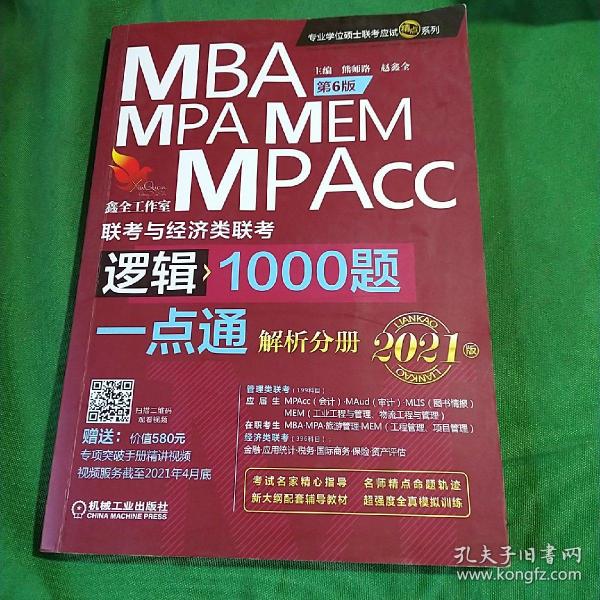 专业学位硕士联考应试精点系列
MBA
主编 熊师路 赵鑫全
第6版
MPA MEM
MPAcc
XinQuan
鑫全工作室
联考与经济类联考
逻辑 1000题
一点通 解析分册
LIANKAO
2021版
LIANKAO
扫描二维码
观看视频
赠送：价值580元
专项突破手册精讲视频
视频服务截至2021年4月底
管理类联考（199科目）
应届生 MPAcc（会计）·MAud（审计）·MLIS（图书情报）
MEM（工业工程与管理、物流工程与管理）
在职考生 MBA·MPA·旅游管理·MEM（工程管理、项目管理）
经济类联考（396科目）
金融·应用统计·税务·国际商务·保险·资产评估
考试名家精心指导 名师精点命题轨迹
新大纲配套辅导教材 超强度全真模拟训练
机械工业出版社
CHINA MACHINE PRESS
孔夫子旧书网
www.kongfz.com